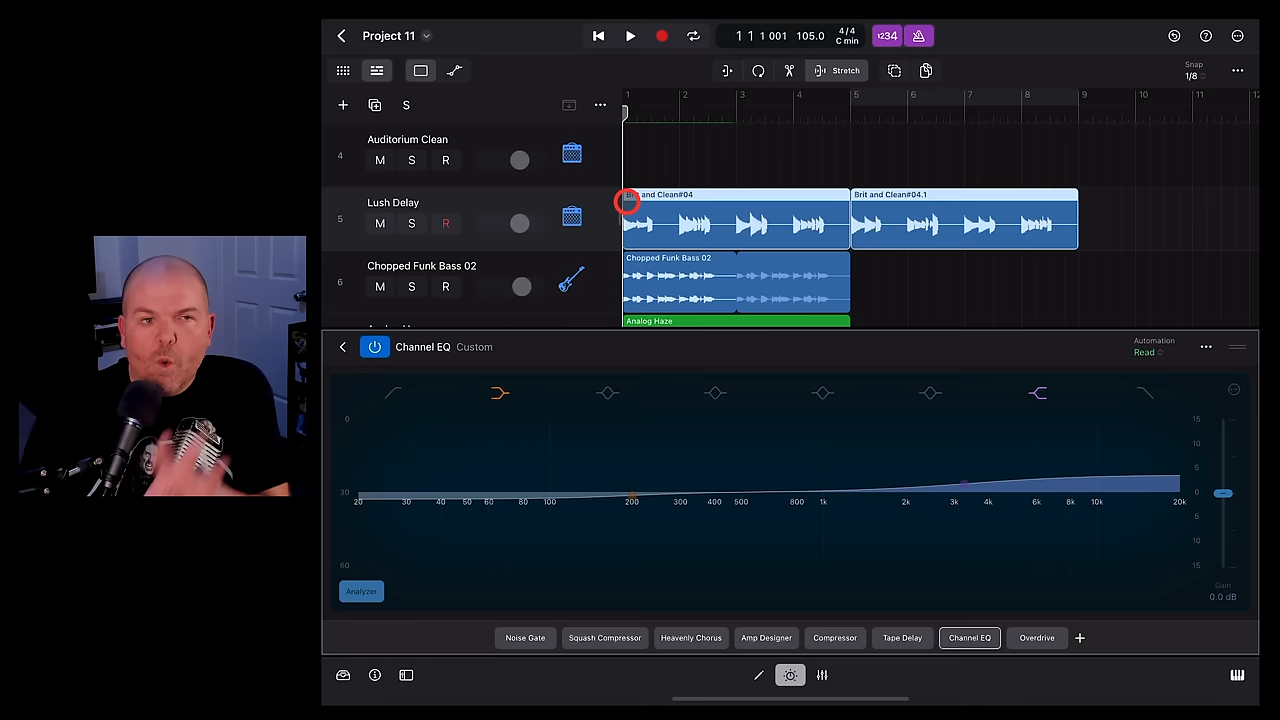 Project 11
1 1 1 001 105.0 4/4 C min
1234
Stretch
Snap
1/8
S
1 2 3 4 5 6 7 8 9 10 11 12
4
Auditorium Clean
M S R
5
Lush Delay
M S R
Brit and Clean#04
Brit and Clean#04.1
6
Chopped Funk Bass 02
M S R
Chopped Funk Bass 02
Analog Haze
Channel EQ Custom
Automation
Read
0
30
60
20 30 40 50 60 80 100 200 300 400 500 800 1k 2k 3k 4k 6k 8k 10k 20k
15
10
5
0
5
10
15
Gain
0.0 dB
Analyzer
Noise Gate
Squash Compressor
Heavenly Chorus
Amp Designer
Compressor
Tape Delay
Channel EQ
Overdrive